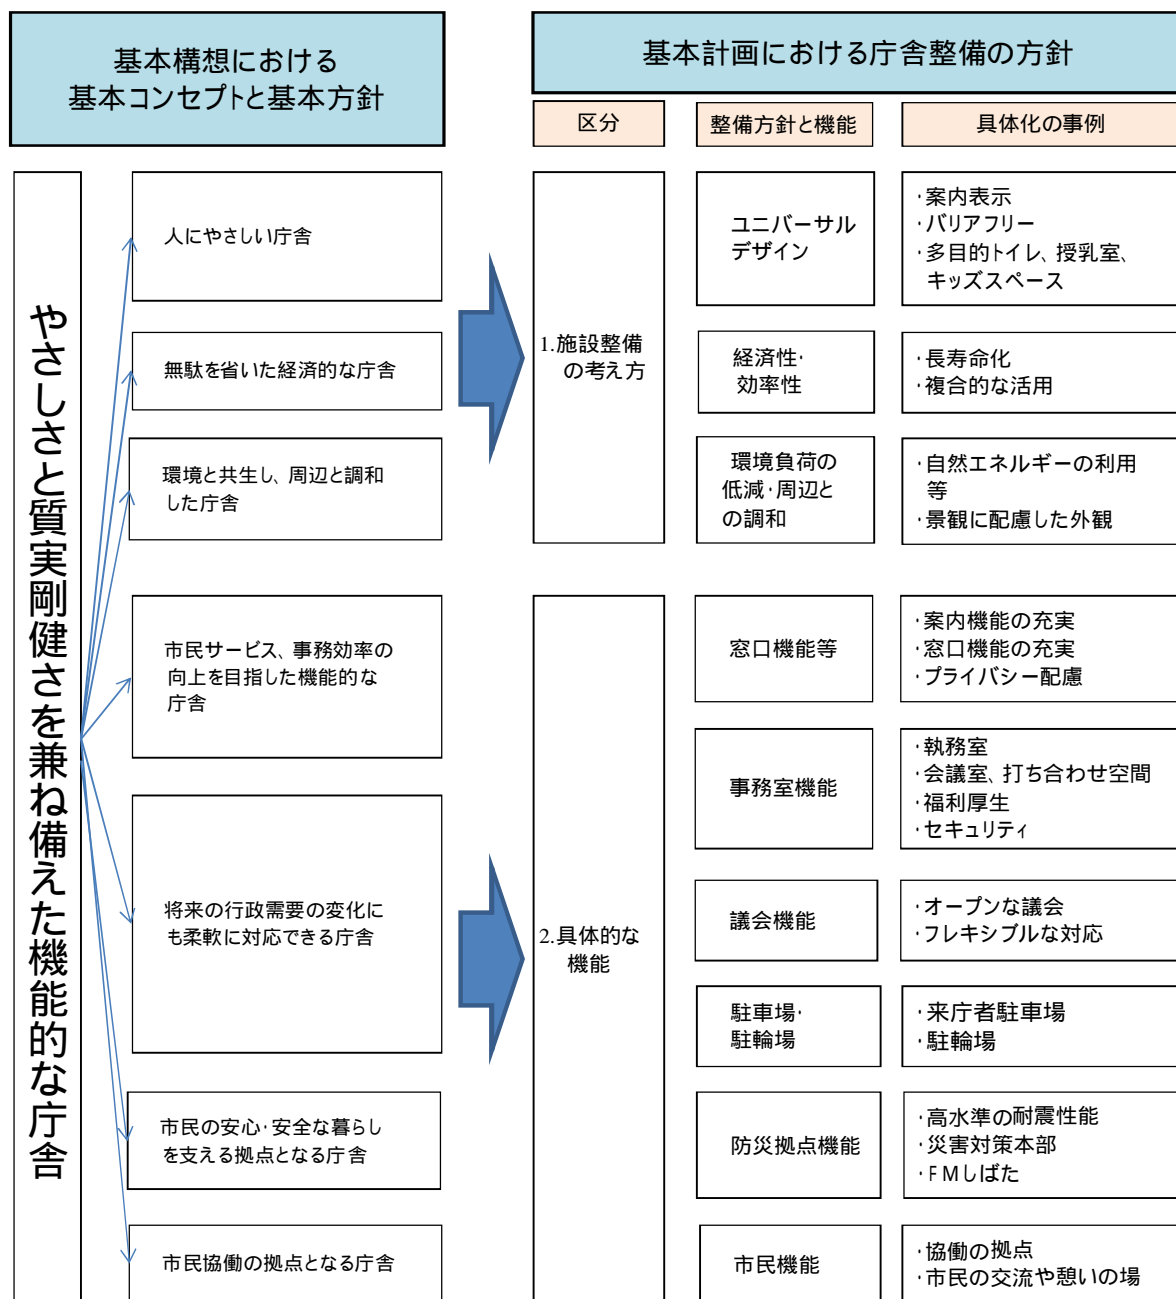 基本構想における
基本コンセプトと基本方針
基本計画における庁舎整備の方針
区分
整備方針と機能
具体化の事例
やさしさと質実剛健さを兼ね備えた機能的な庁舎
人にやさしい庁舎
無駄を省いた経済的な庁舎
環境と共生し、周辺と調和
した庁舎
市民サービス、事務効率の
向上を目指した機能的な
庁舎
将来の行政需要の変化に
も柔軟に対応できる庁舎
市民の安心・安全な暮らし
を支える拠点となる庁舎
市民協働の拠点となる庁舎
1.施設整備
の考え方
ユニバーサル
デザイン
・案内表示
・バリアフリー
・多目的トイレ、授乳室、
キッズスペース
経済性・
効率性
・長寿命化
・複合的な活用
環境負荷の
低減・周辺と
の調和
・自然エネルギーの利用
等
・景観に配慮した外観
2.具体的な
機能
窓口機能等
・案内機能の充実
・窓口機能の充実
・プライバシー配慮
事務室機能
・執務室
・会議室、打ち合わせ空間
・福利厚生
・セキュリティ
議会機能
・オープンな議会
・フレキシブルな対応
駐車場・
駐輪場
・来庁者駐車場
・駐輪場
防災拠点機能
・高水準の耐震性能
・災害対策本部
・FMしばた
市民機能
・協働の拠点
・市民の交流や憩いの場